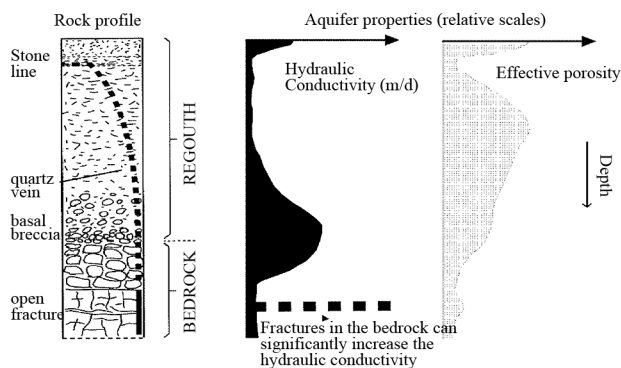 Rock profile
Aquifer properties (relative scales)
Stone
line
Hydraulic
Conductivity (m/d)
Effective porosity
REGOUTH
Depth
quartz
vein
basal
breccia
BEDROCK
open
fracture
Fractures in the bedrock can
significantly increase the
hydraulic conductivity